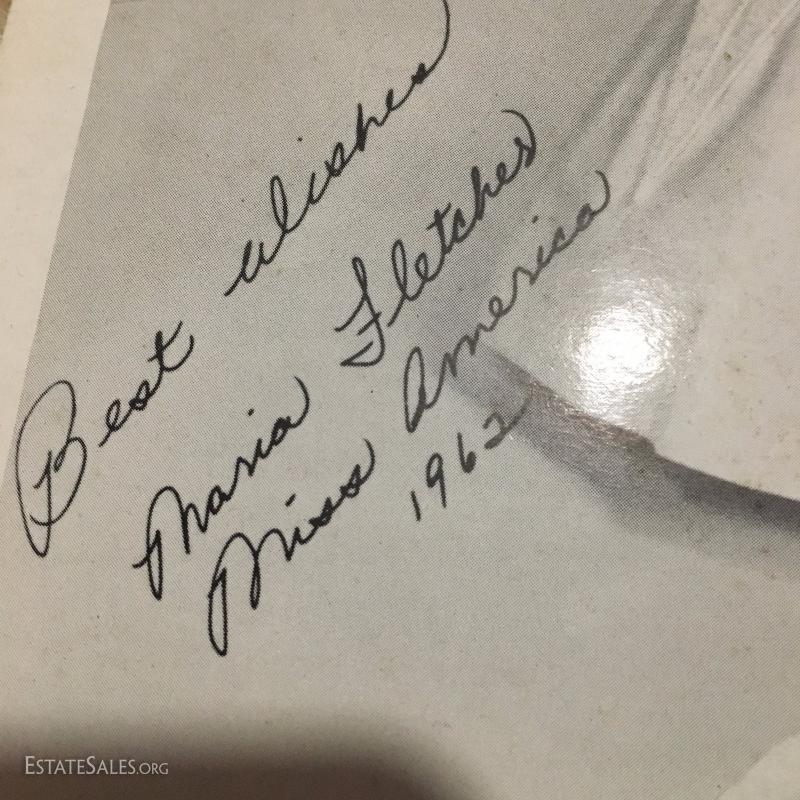 Best wishes
Maria Fletcher
Miss America
1962
ESTATESALES.ORG